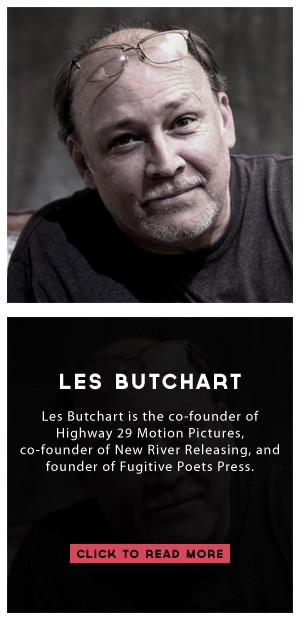 LES BUTCHART
Les Butchart is the co-founder of
Highway 29 Motion Pictures,
co-founder of New River Releasing, and
founder of Fugitive Poets Press.
CLICK TO READ MORE